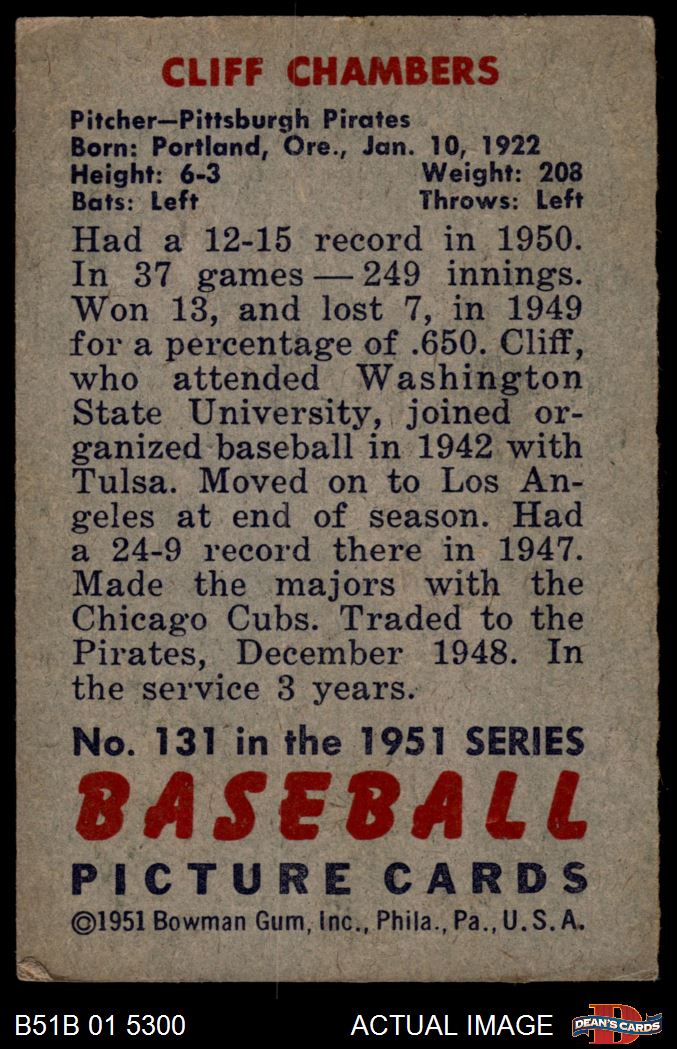 CLIFF CHAMBERS
Pitcher—Pittsburgh Pirates
Born: Portland, Ore., Jan. 10, 1922
Height: 6-3 Weight: 208
Bats: Left Throws: Left
Had a 12-15 record in 1950.
In 37 games — 249 innings.
Won 13, and lost 7, in 1949
for a percentage of .650. Cliff,
who attended Washington
State University, joined or-
ganized baseball in 1942 with
Tulsa. Moved on to Los An-
geles at end of season. Had
a 24-9 record there in 1947.
Made the majors with the
Chicago Cubs. Traded to the
Pirates, December 1948. In
the service 3 years.
No. 131 in the 1951 SERIES
BASEBALL
PICTURE CARDS
©1951 Bowman Gum, Inc., Phila., Pa., U.S.A.
B51B 01 5300 ACTUAL IMAGE D DEAN'S CARDS